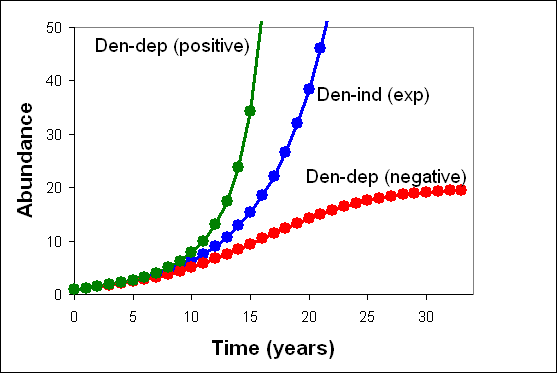 50
Den-dep (positive)
40
Den-ind (exp)
30
Abundance
Den-dep (negative)
20
10
0
0 5 10 15 20 25 30
Time (years)